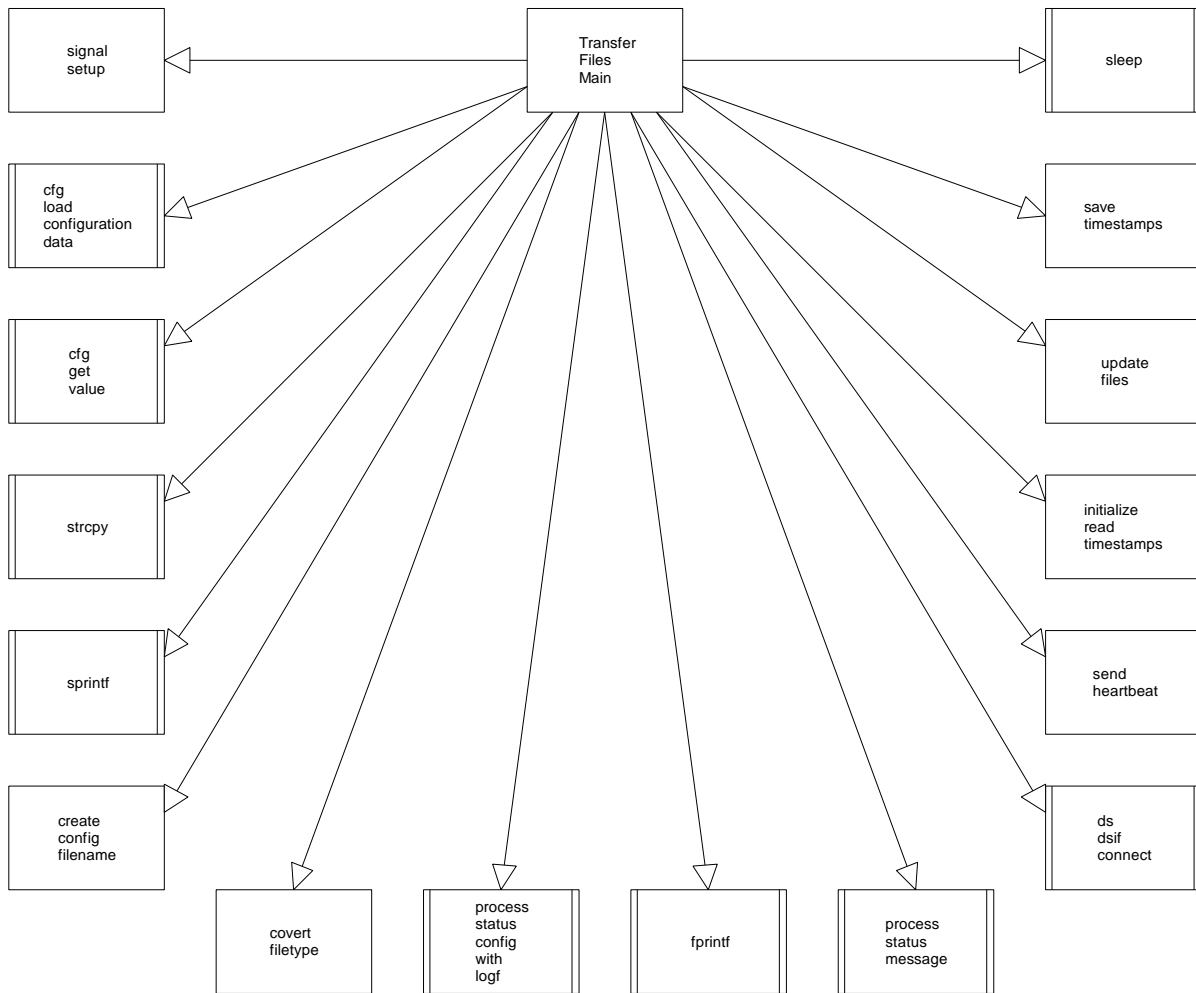 signal
setup
Transfer
Files
Main
sleep
cfg
load
configuration
data
save
timestamps
cfg
get
value
update
files
strcpy
initialize
read
timestamps
sprintf
send
heartbeat
create
config
filename
ds
dsif
connect
covert
filetype
process
status
config
with
logf
fprintf
process
status
message